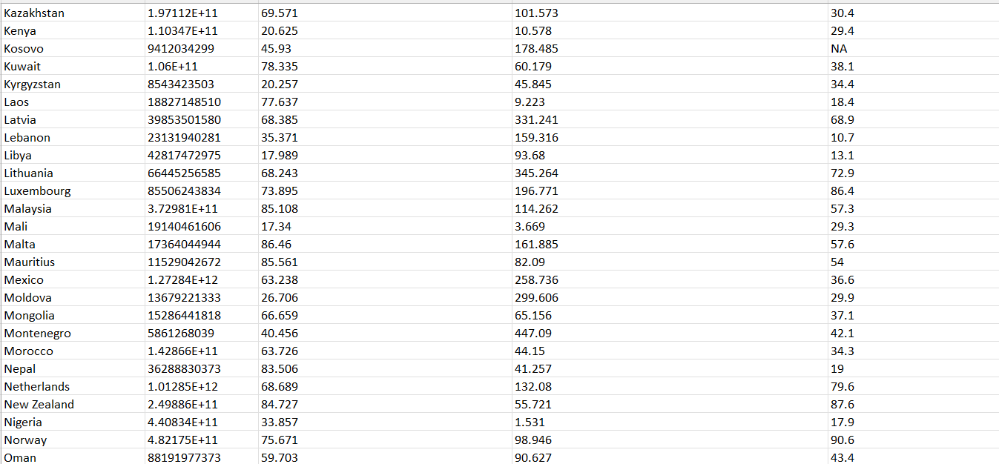 Kazakhstan 1.97112E+11 69.571 101.573 30.4
Kenya 1.10347E+11 20.625 10.578 29.4
Kosovo 9412034299 45.93 178.485 NA
Kuwait 1.06E+11 78.335 60.179 38.1
Kyrgyzstan 8543423503 20.257 45.845 34.4
Laos 18827148510 77.637 9.223 18.4
Latvia 39853501580 68.385 331.241 68.9
Lebanon 23131940281 35.371 159.316 10.7
Libya 42817472975 17.989 93.68 13.1
Lithuania 66445256585 68.243 345.264 72.9
Luxembourg 85506243834 73.895 196.771 86.4
Malaysia 3.72981E+11 85.108 114.262 57.3
Mali 19140461606 17.34 3.669 29.3
Malta 17364044944 86.46 161.885 57.6
Mauritius 11529042672 85.561 82.09 54
Mexico 1.27284E+12 63.238 258.736 36.6
Moldova 13679221333 26.706 299.606 29.9
Mongolia 15286441818 66.659 65.156 37.1
Montenegro 5861268039 40.456 447.09 42.1
Morocco 1.42866E+11 63.726 44.15 34.3
Nepal 36288830373 83.506 41.257 19
Netherlands 1.01285E+12 68.689 132.08 79.6
New Zealand 2.49886E+11 84.727 55.721 87.6
Nigeria 4.40834E+11 33.857 1.531 17.9
Norway 4.82175E+11 75.671 98.946 90.6
Oman 88191977373 59.703 90.627 43.4